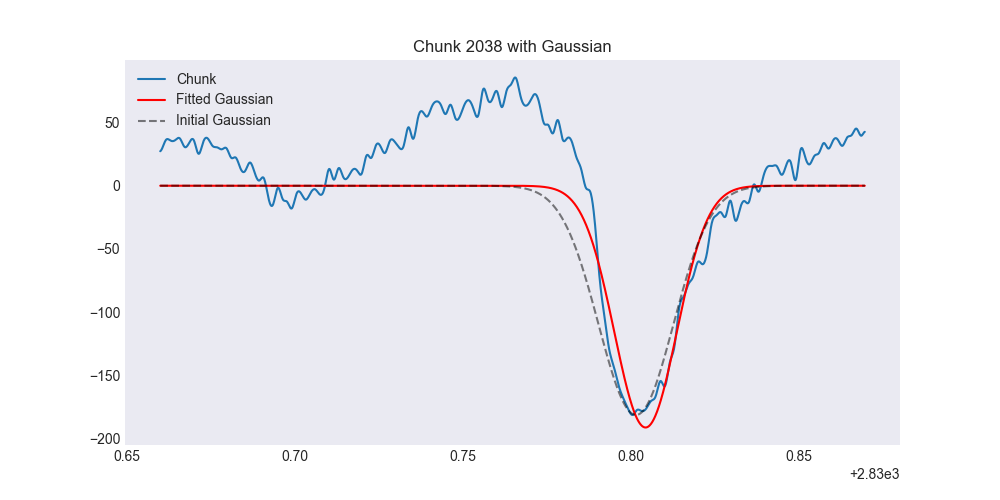 Chunk 2038 with Gaussian
Chunk
Fitted Gaussian
Initial Gaussian
50
0
−50
−100
−150
−200
0.65 0.70 0.75 0.80 0.85
+2.83e3